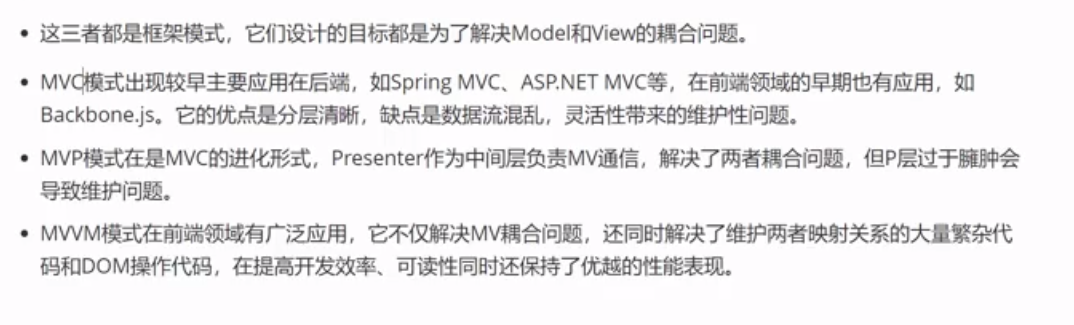 • 这三者都是框架模式，它们设计的目标都是为了解决Model和View的耦合问题。
• MVC模式出现较早主要应用在后端，如Spring MVC、ASP.NET MVC等，在前端领域的早期也有应用，如
Backbone.js。它的优点是分层清晰，缺点是数据流混乱，灵活性带来的维护性问题。
• MVP模式在是MVC的进化形式，Presenter作为中间层负责MV通信，解决了两者耦合问题，但P层过于臃肿会
导致维护问题。
• MVVM模式在前端领域有广泛应用，它不仅解决MV耦合问题，还同时解决了维护两者映射关系的大量繁杂代
码和DOM操作代码，在提高开发效率、可读性同时还保持了优越的性能表现。